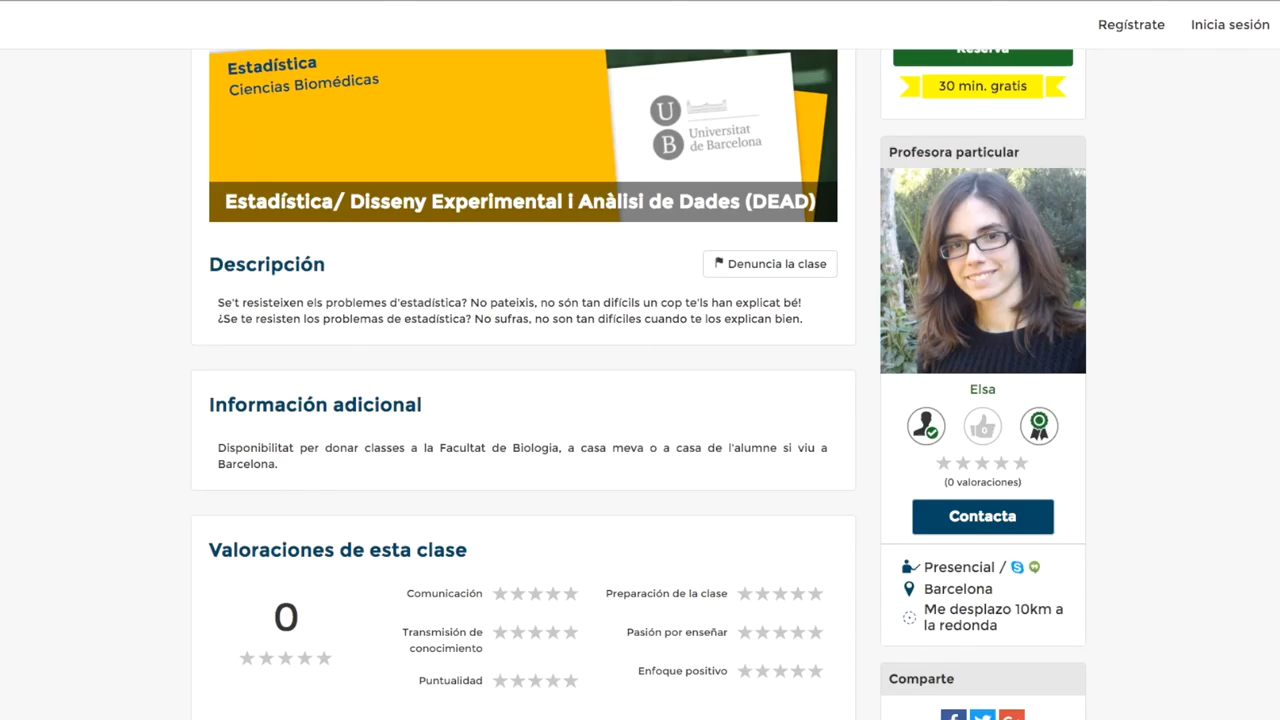 Regístrate
Inicia sesión
Estadística
Ciencias Biomédicas
U
B
Universitat
de Barcelona
Estadística/ Disseny Experimental i Anàlisi de Dades (DEAD)
Descripción
Denuncia la clase
Se't resisteixen els problemes d'estadística? No pateixis, no són tan difícils un cop te'ls han explicat bé!
¿Se te resisten los problemas de estadística? No sufras, no son tan difíciles cuando te los explican bien.
Información adicional
Disponibilitat per donar classes a la Facultat de Biologia, a casa meva o a casa de l'alumne si viu a
Barcelona.
Valoraciones de esta clase
0
Comunicación
Transmisión de
conocimiento
Puntualidad
Preparación de la clase
Pasión por enseñar
Enfoque positivo
Reserva
30 min. gratis
Profesora particular
Elsa
0
(0 valoraciones)
Contacta
Presencial /
Barcelona
Me desplazo 10km a
la redonda
Comparte